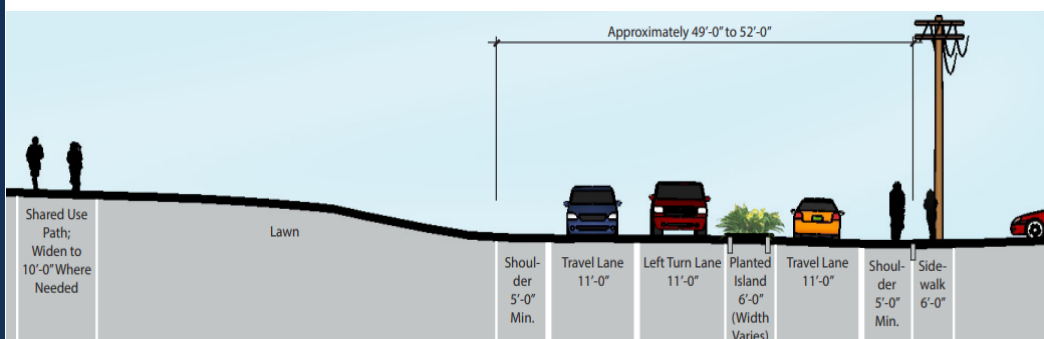 Approximately 49'-0" to 52'-0"
Shared Use
Path;
Widen to
10'-0" Where
Needed
Lawn
Shoul-
der
5'-0"
Min.
Travel Lane
11'-0"
Left Turn Lane
11'-0"
Planted
Island
6'-0"
(Width
Varies)
Travel Lane
11'-0"
Shoul-
der
5'-0"
Min.
Side-
walk
6'-0"